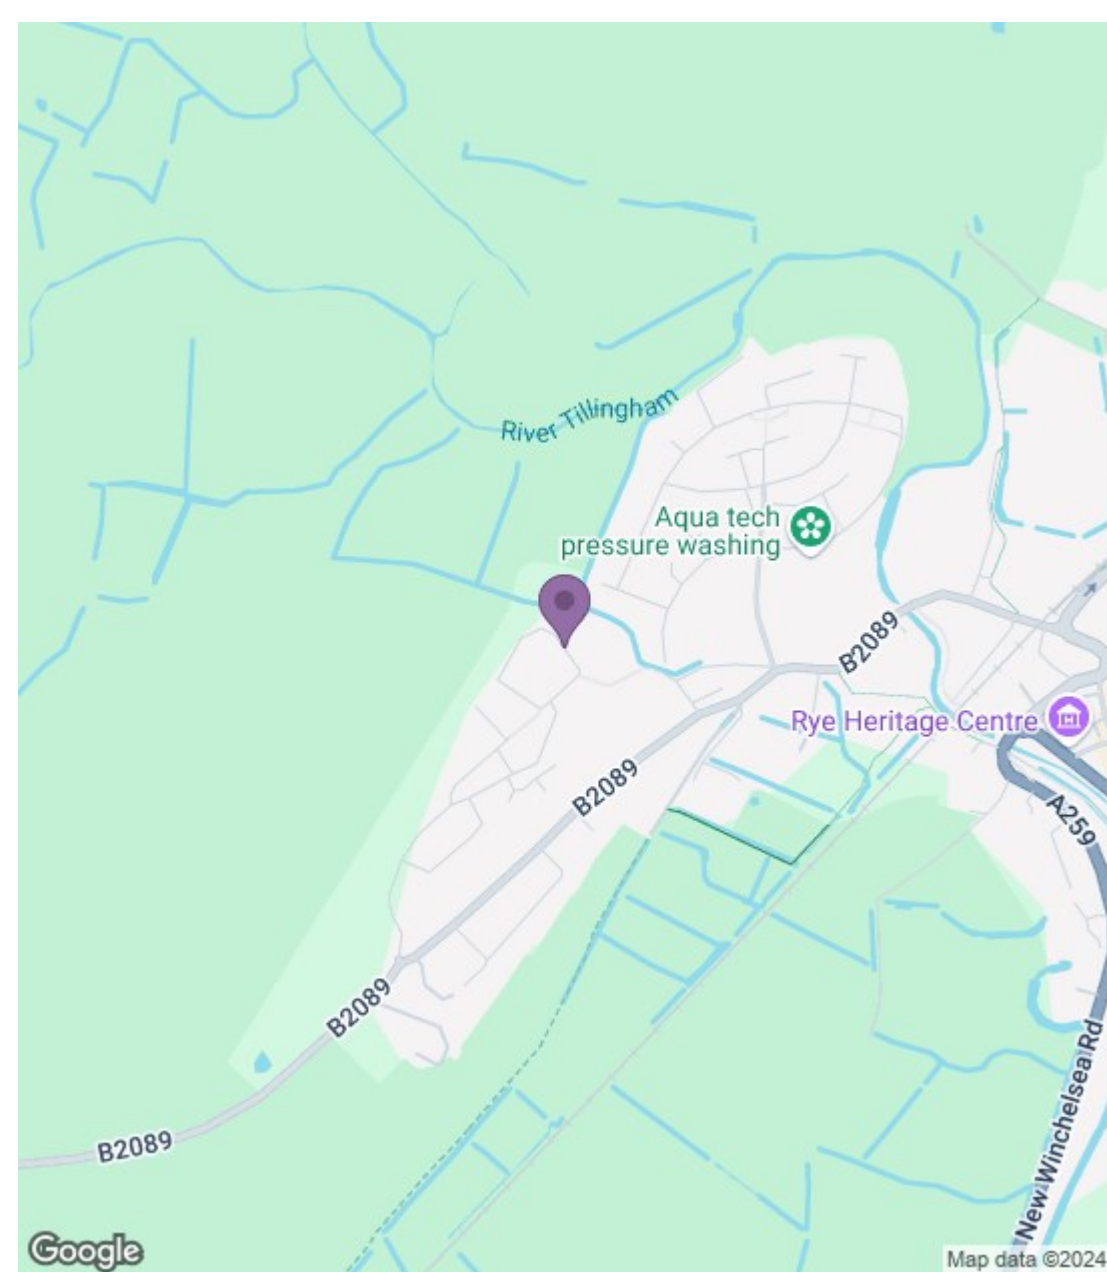 River Tillingham
Aqua tech
pressure washing
B2089
Rye Heritage Centre
B2089
A259
B2089
New Winchelsea Rd
B2089
Google
Map data ©2024